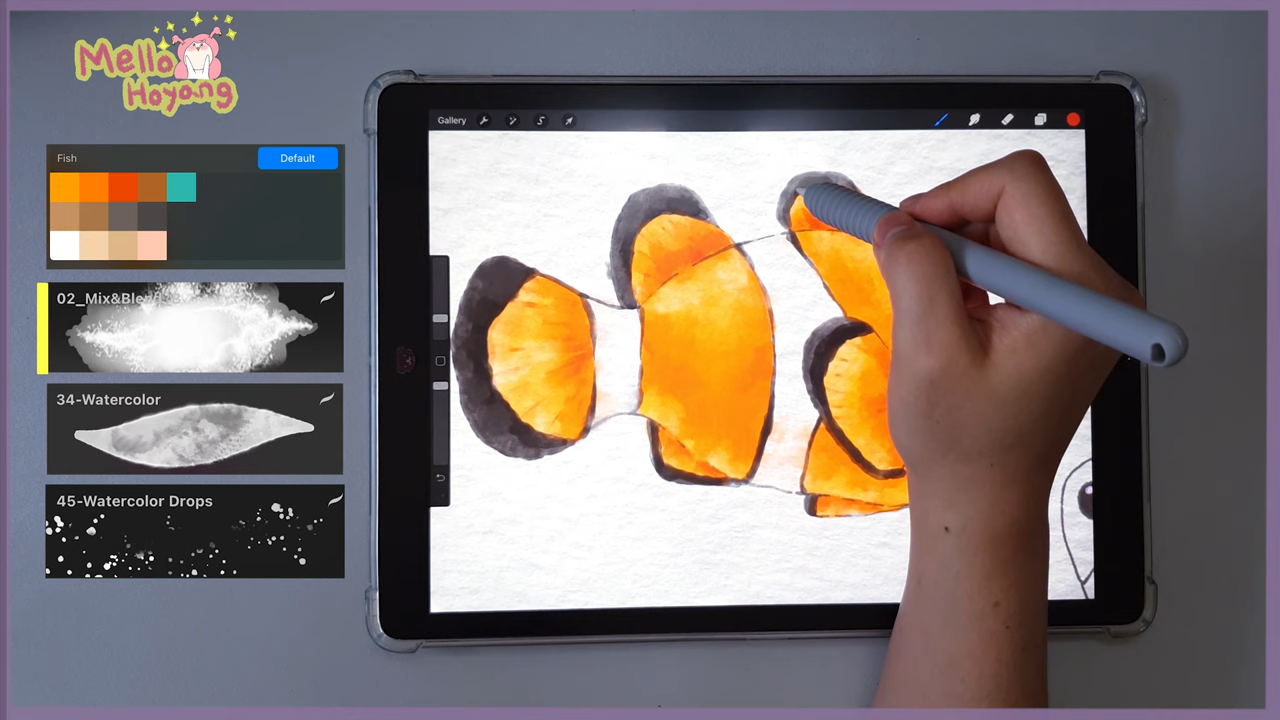 Mello
Hoyang
Gallery
Fish
Default
02_Mix&Ble
34-Watercolor
45-Watercolor Drops